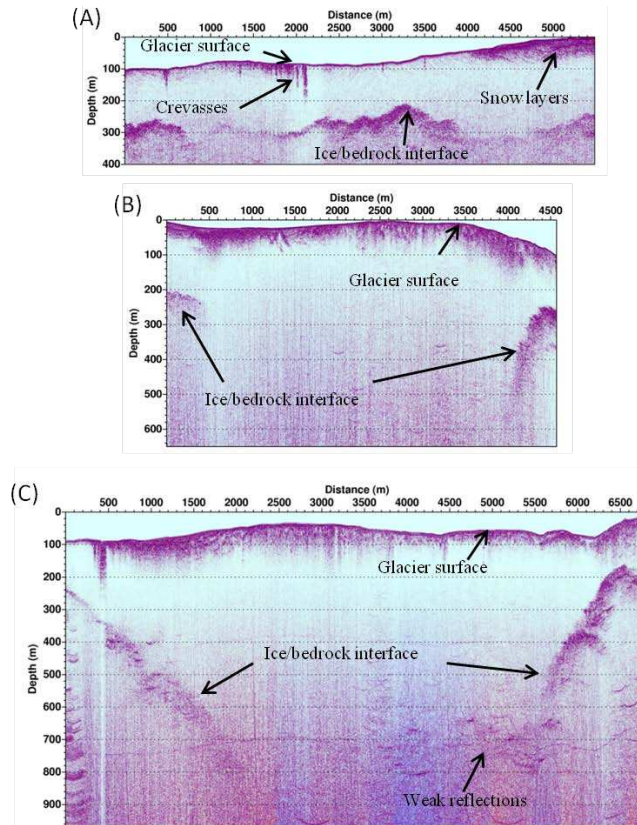 (A)
Distance (m)
500 1000 1500 2000 2500 3000 3500 4000 4500 5000
Glacier surface
Crevasses
Snow layers
Ice/bedrock interface
Depth (m)
0
100
200
300
400
(B)
Distance (m)
500 1000 1500 2000 2500 3000 3500 4000 4500
Glacier surface
Ice/bedrock interface
Depth (m)
0
100
200
300
400
500
600
(C)
Distance (m)
500 1000 1500 2000 2500 3000 3500 4000 4500 5000 5500 6000 6500
Glacier surface
Ice/bedrock interface
Weak reflections
Depth (m)
0
100
200
300
400
500
600
700
800
900